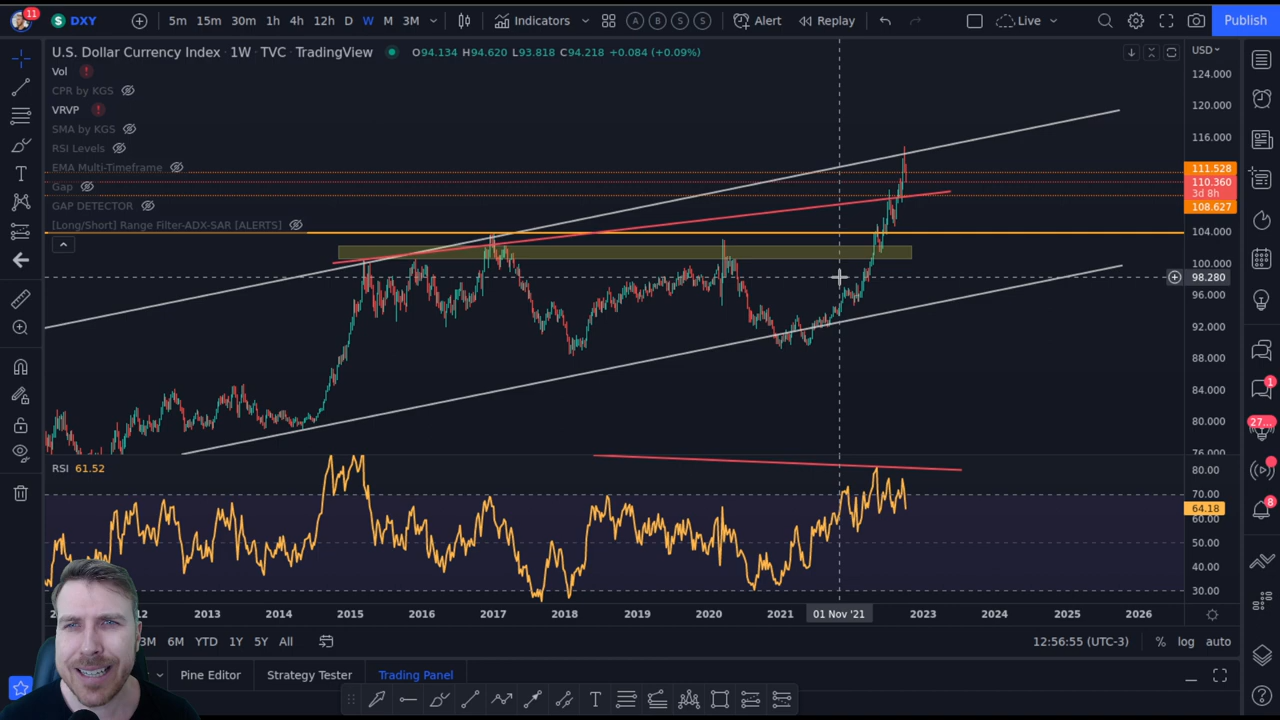 11 DXY 5m 15m 30m 1h 4h 12h D W M 3M Indicators A B S S Alert Replay Live Publish
U.S. Dollar Currency Index · 1W · TVC · TradingView O94.134 H94.620 L93.818 C94.218 +0.084 (+0.09%) USD
Vol
CPR by KGS
VRVP
SMA by KGS
RSI Levels
EMA Multi-Timeframe
Gap
GAP DETECTOR
[Long/Short] Range Filter-ADX-SAR [ALERTS]
124.000
120.000
116.000
111.528
110.360
3d 8h
108.627
104.000
100.000
98.280
96.000
92.000
88.000
84.000
80.000
76.000
RSI 61.52
80.00
70.00
64.18
60.00
50.00
40.00
30.00
1
27...
8
2013 2014 2015 2016 2017 2018 2019 2020 2021 01 Nov '21 2023 2024 2025 2026
3M 6M YTD 1Y 5Y All 12:56:55 (UTC-3) % log auto
Pine Editor Strategy Tester Trading Panel